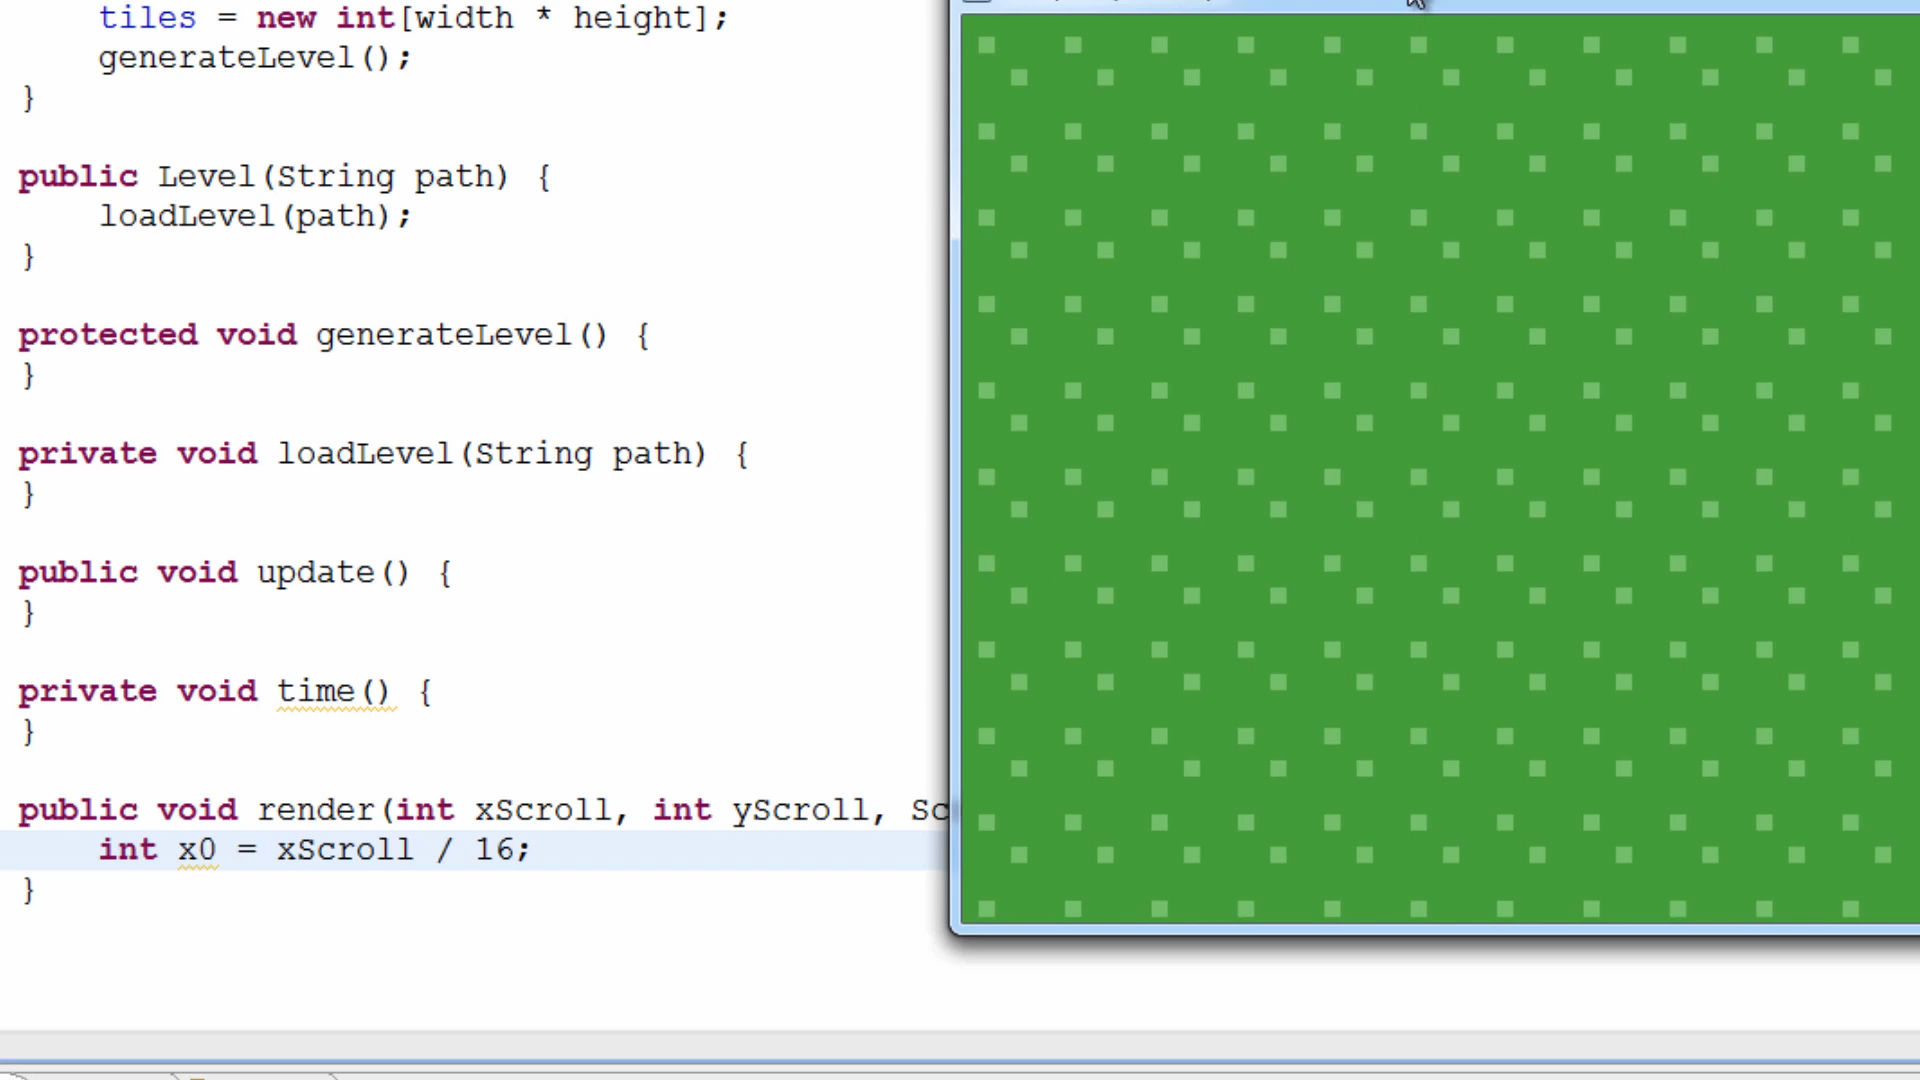 tiles = new int[width * height];
generateLevel();
}
public Level(String path) {
loadLevel(path);
}
protected void generateLevel() {
}
private void loadLevel(String path) {
}
public void update() {
}
private void time() {
}
public void render(int xScroll, int yScroll, Sc
int x0 = xScroll / 16;
}